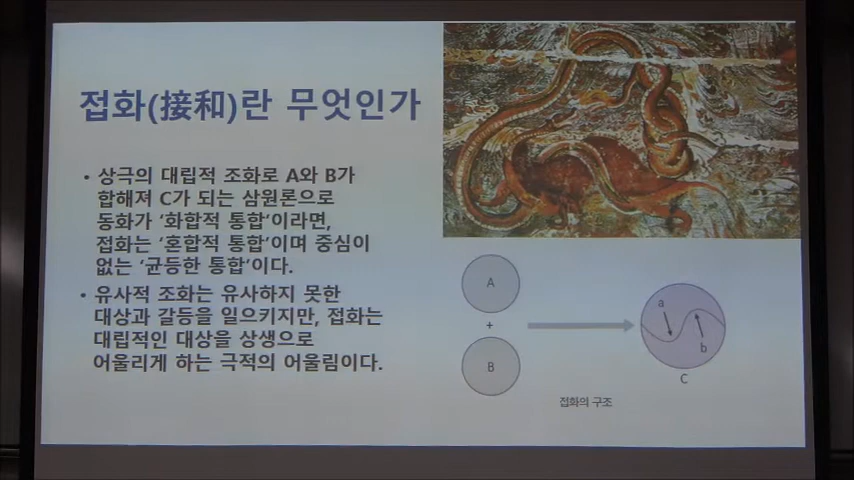 접화(接和)란 무엇인가
• 상극의 대립적 조화로 A와 B가
합해져 C가 되는 삼원론으로
동화가 ‘화합적 통합’이라면,
접화는 ‘혼합적 통합’이며 중심이
없는 ‘균등한 통합’이다.
• 유사적 조화는 유사하지 못한
대상과 갈등을 일으키지만, 접화는
대립적인 대상을 상생으로
어울리게 하는 극적의 어울림이다.
A
+
B
a
b
C
접화의 구조